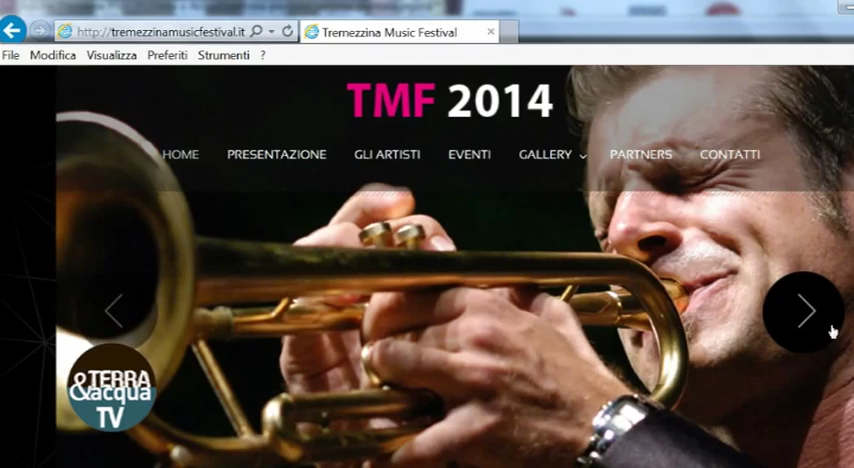 http://tremezzinamusicfestival.it
Tremezzina Music Festival
File Modifica Visualizza Preferiti Strumenti ?
TMF 2014
HOME PRESENTAZIONE GLI ARTISTI EVENTI GALLERY PARTNERS CONTATTI
TERRA
&acqua
TV